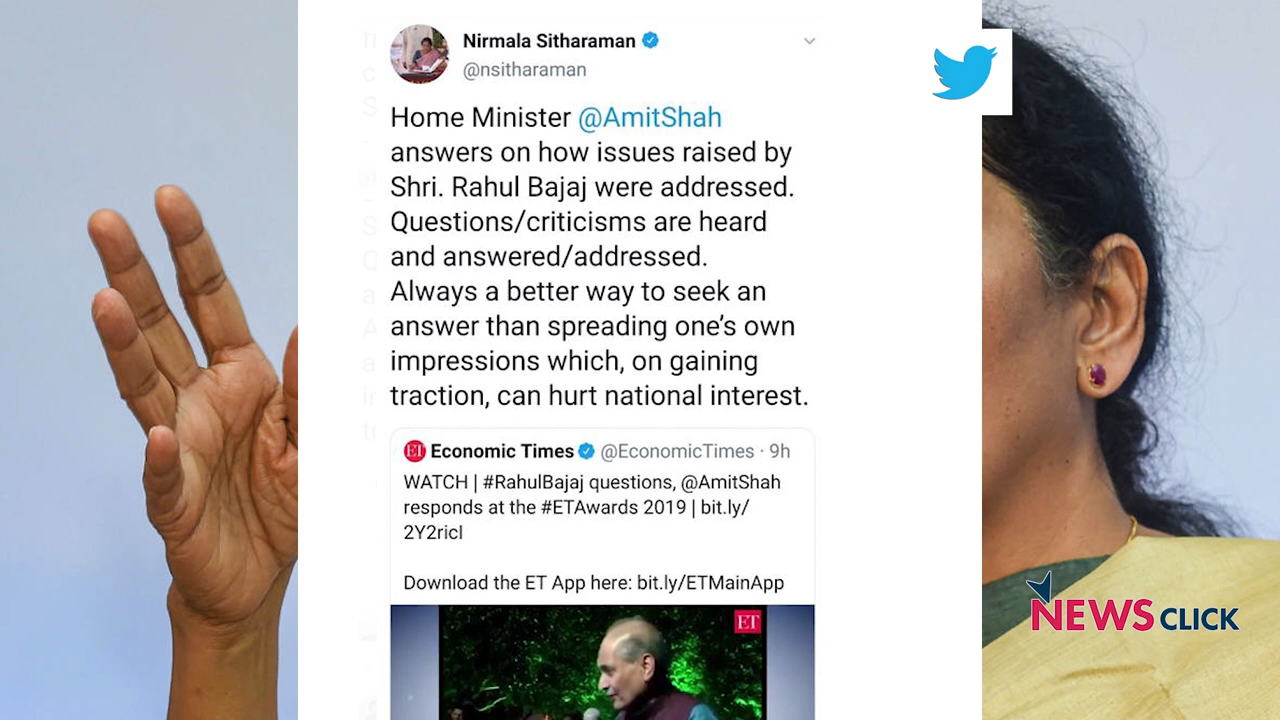 Nirmala Sitharaman
@nsitharaman
Home Minister @AmitShah
answers on how issues raised by
Shri. Rahul Bajaj were addressed.
Questions/criticisms are heard
and answered/addressed.
Always a better way to seek an
answer than spreading one’s own
impressions which, on gaining
traction, can hurt national interest.
ET Economic Times @EconomicTimes · 9h
WATCH | #RahulBajaj questions, @AmitShah
responds at the #ETAwards 2019 | bit.ly/
2Y2ricl
Download the ET App here: bit.ly/ETMainApp
ET
NEWSCLICK